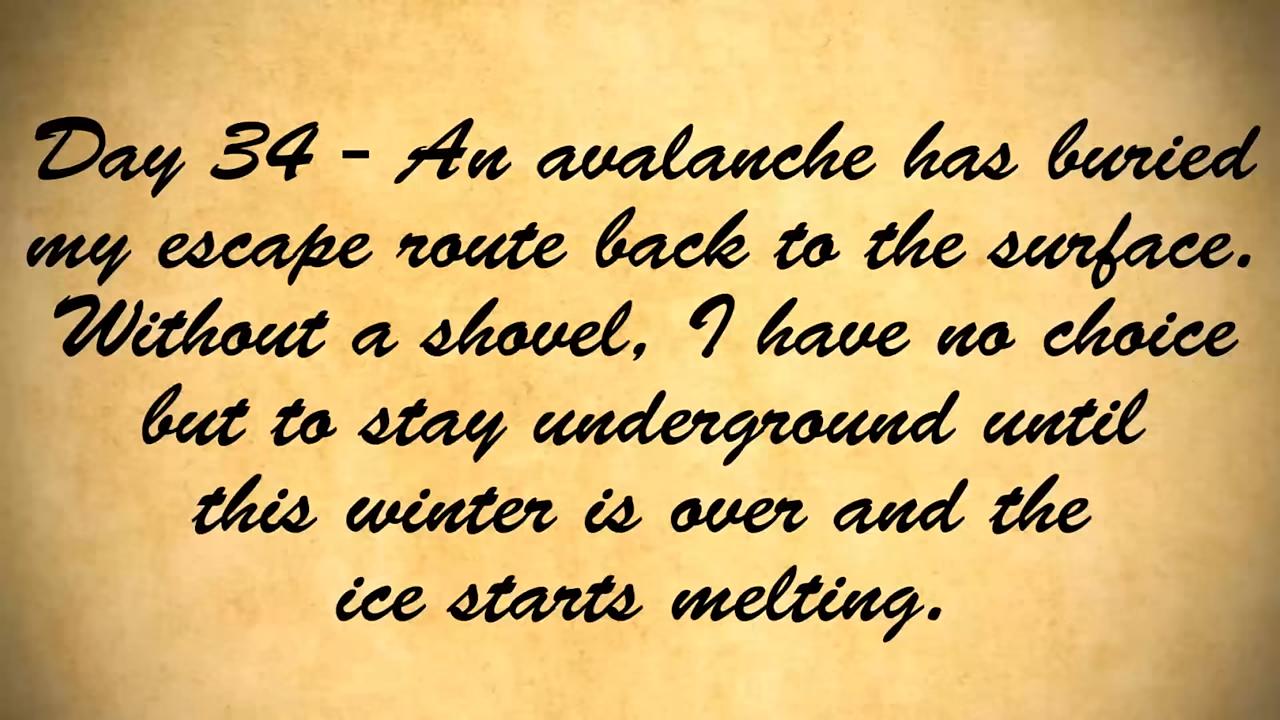 Day 34 - An avalanche has buried
my escape route back to the surface.
Without a shovel, I have no choice
but to stay underground until
this winter is over and the
ice starts melting.